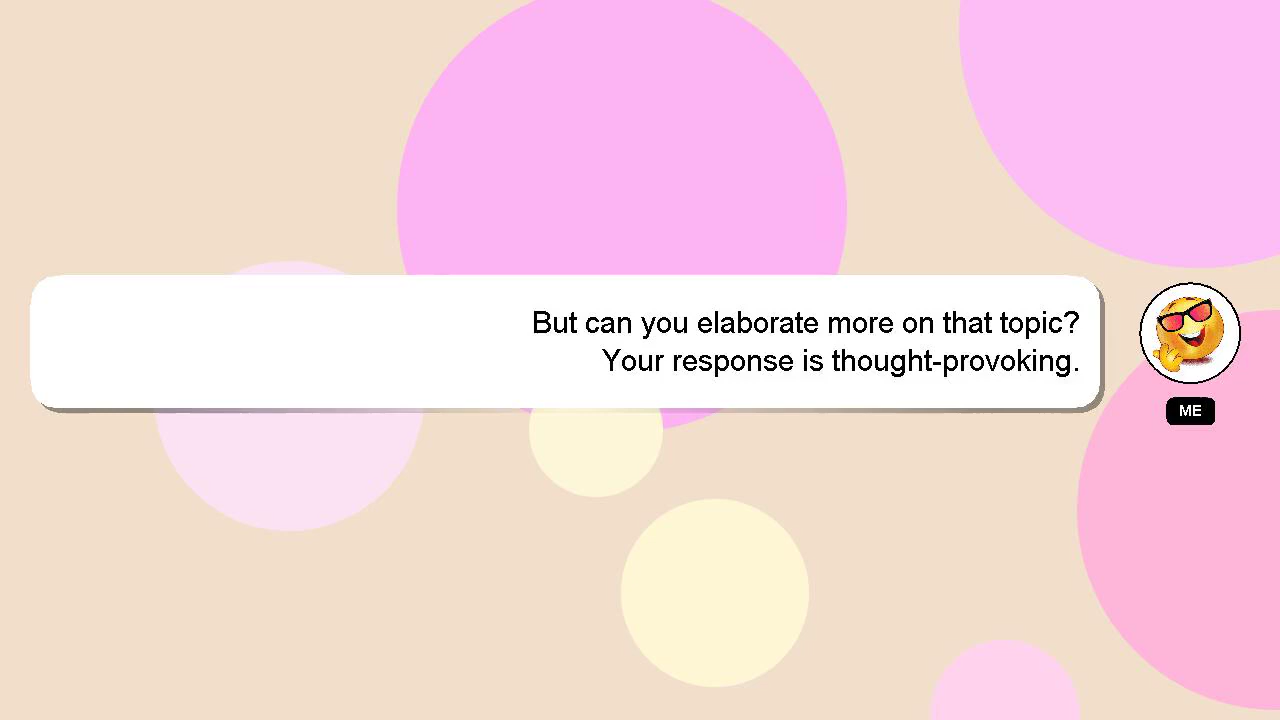 But can you elaborate more on that topic?
Your response is thought-provoking.
ME